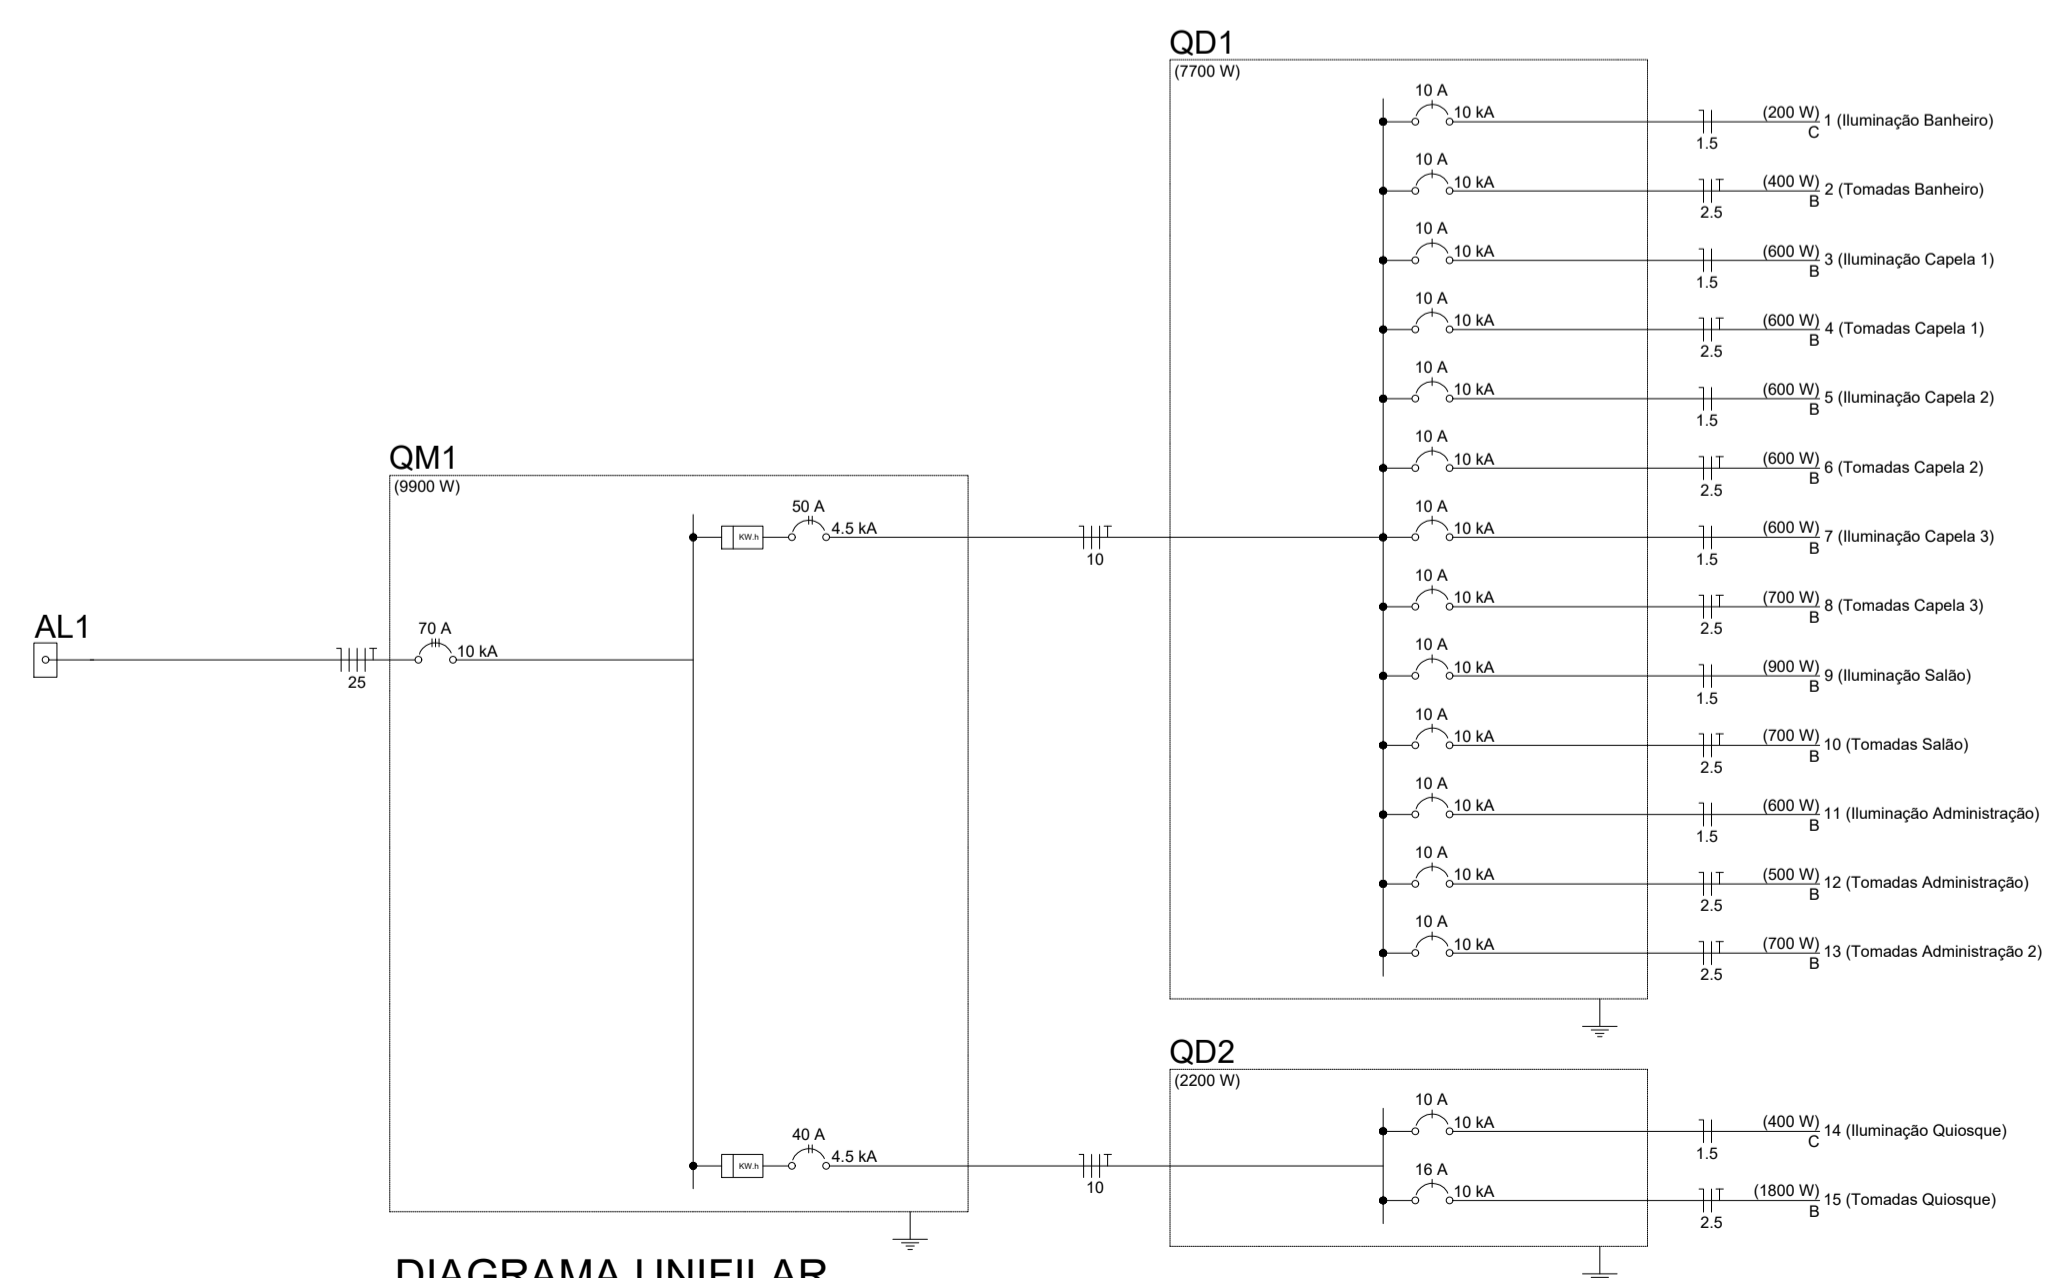 QD1
(7700 W)
10 A
10 kA
1.5
(200 W)
C
1 (Iluminação Banheiro)
10 A
10 kA
2.5
(400 W)
B
2 (Tomadas Banheiro)
10 A
10 kA
1.5
(600 W)
B
3 (Iluminação Capela 1)
10 A
10 kA
2.5
(600 W)
B
4 (Tomadas Capela 1)
10 A
10 kA
1.5
(600 W)
B
5 (Iluminação Capela 2)
10 A
10 kA
2.5
(600 W)
B
6 (Tomadas Capela 2)
10 A
10 kA
1.5
(600 W)
B
7 (Iluminação Capela 3)
10 A
10 kA
2.5
(700 W)
B
8 (Tomadas Capela 3)
10 A
10 kA
1.5
(900 W)
B
9 (Iluminação Salão)
10 A
10 kA
2.5
(700 W)
B
10 (Tomadas Salão)
10 A
10 kA
1.5
(600 W)
B
11 (Iluminação Administração)
10 A
10 kA
2.5
(500 W)
B
12 (Tomadas Administração)
10 A
10 kA
2.5
(700 W)
B
13 (Tomadas Administração 2)
QM1
(9900 W)
KW.h
50 A
4.5 kA
10
AL1
25
70 A
10 kA
KW.h
40 A
4.5 kA
10
QD2
(2200 W)
10 A
10 kA
1.5
(400 W)
C
14 (Iluminação Quiosque)
16 A
10 kA
2.5
(1800 W)
B
15 (Tomadas Quiosque)
DIAGRAMA UNIFILAR